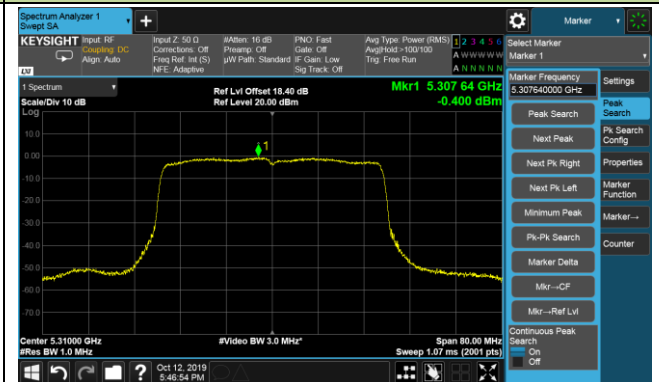 Spectrum Analyzer 1
Swept SA
Marker
KEYSIGHT
Input: RF
Coupling: DC
Align: Auto
Input Z: 50 Ω
Corrections: Off
Freq Ref: Int (S)
NFE: Adaptive
#Atten: 16 dB
Preamp: Off
µW Path: Standard
PNO: Fast
Gate: Off
IF Gain: Low
Sig Track: Off
Avg Type: Power (RMS)
Avg|Hold:>100/100
Trig: Free Run
1 2 3 4 5 6
A W W W W W
A N N N N N
LXI
1 Spectrum
Scale/Div 10 dB
Log
Ref Lvl Offset 18.40 dB
Ref Level 20.00 dBm
Mkr1 5.307 64 GHz
-0.400 dBm
10.0
0.00
-10.0
-20.0
-30.0
-40.0
-50.0
-60.0
-70.0
1
Center 5.31000 GHz
#Res BW 1.0 MHz
#Video BW 3.0 MHz*
Span 80.00 MHz
Sweep 1.07 ms (2001 pts)
Oct 12, 2019
5:46:54 PM
Select Marker
Marker 1
Marker Frequency
5.307640000 GHz
Peak Search
Next Peak
Next Pk Right
Next Pk Left
Minimum Peak
Pk-Pk Search
Marker Delta
Mkr→CF
Mkr→Ref Lvl
Continuous Peak
Search
On
Off
Settings
Peak
Search
Pk Search
Config
Properties
Marker
Function
Marker→
Counter